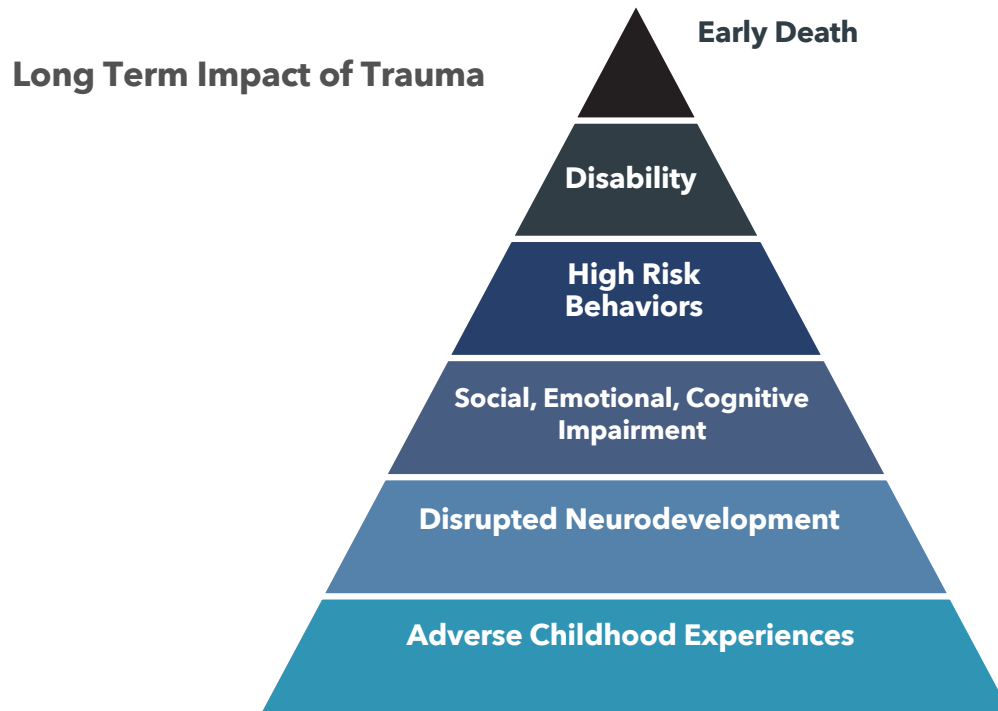 Early Death
Long Term Impact of Trauma
Disability
High Risk
Behaviors
Social, Emotional, Cognitive
Impairment
Disrupted Neurodevelopment
Adverse Childhood Experiences